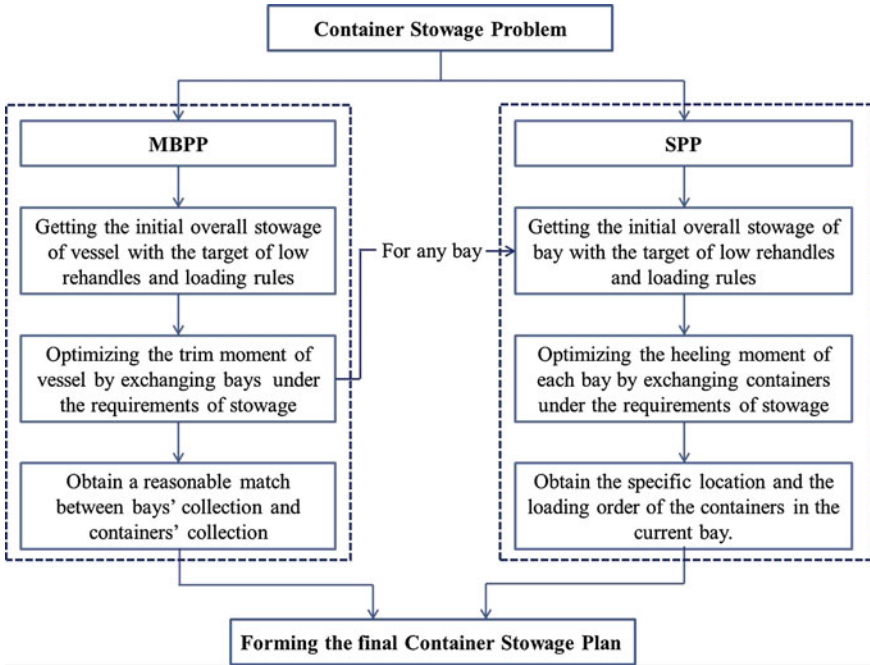 Container Stowage Problem
MBPP
Getting the initial overall stowage
of vessel with the target of low
rehandles and loading rules
Optimizing the trim moment of
vessel by exchanging bays under
the requirements of stowage
Obtain a reasonable match
between bays’ collection and
containers’ collection
For any bay
SPP
Getting the initial overall stowage of
bay with the target of low rehandles
and loading rules
Optimizing the heeling moment of
each bay by exchanging containers
under the requirements of stowage
Obtain the specific location and the
loading order of the containers in the
current bay.
Forming the final Container Stowage Plan